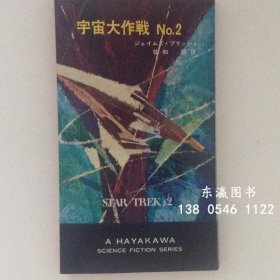 宇宙大作戦 No.2
ジェイムズ・ブリッシュ
STAR TREK 2
东瀛图书
138 0546 1122
A HAYAKAWA
SCIENCE FICTION SERIES